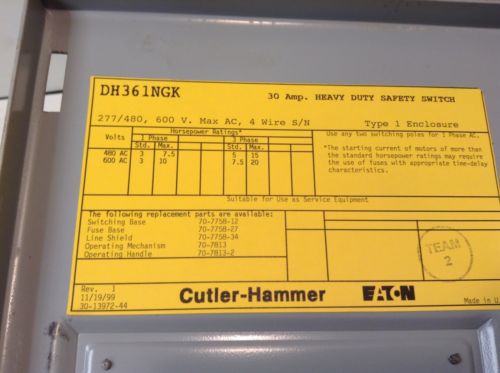 DH361NGK 30 Amp. HEAVY DUTY SAFETY SWITCH
277/480, 600 V. Max AC, 4 Wire S/N Type 1 Enclosure
Horsepower Ratings*
Volts 1 Phase 3 Phase
Std. Max. Std. Max.
480 AC 3 7.5 5 15
600 AC 3 10 7.5 20
Use any two switching poles for 1 Phase AC.
*The starting current of motors of more than
the standard horsepower ratings may require
the use of fuses with appropriate time-delay
characteristics.
Suitable for Use as Service Equipment
The following replacement parts are available:
Switching Base 70-7758-12
Fuse Base 70-7758-27
Line Shield 70-7758-34
Operating Mechanism 70-7813
Operating Handle 70-7813-2
TEAM
2
Rev. 1
11/19/99
30-13972-44
Cutler-Hammer EATON
Made in U